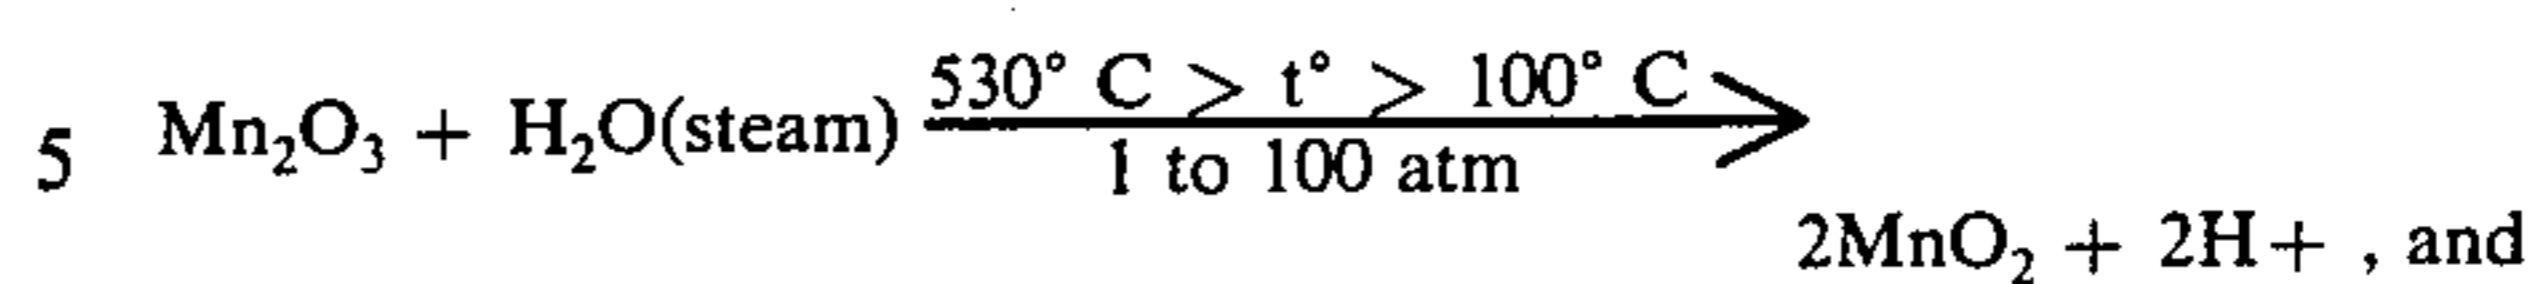 530° C > t° > 100° C
5 Mn₂O₃ + H₂O(steam)
1 to 100 atm
2MnO₂ + 2H+ , and